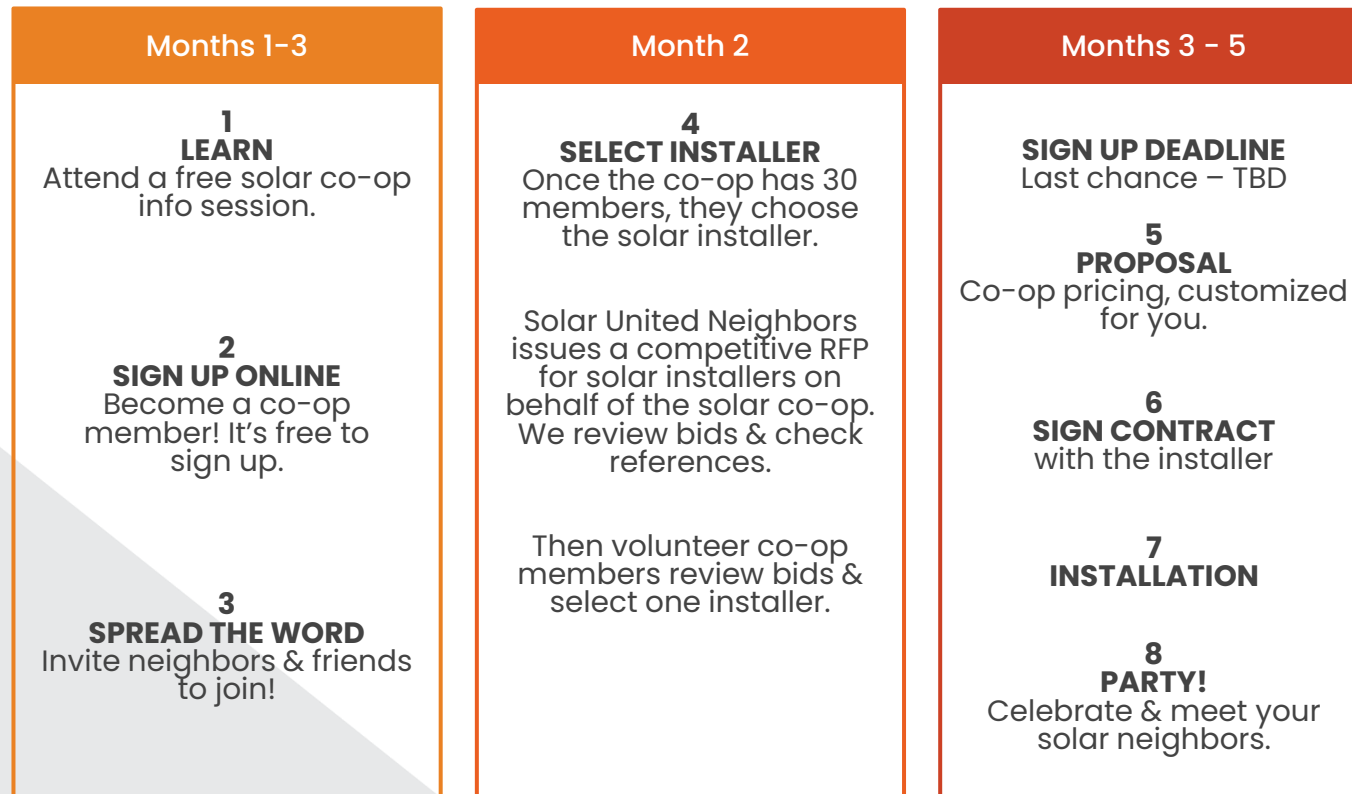 Months 1-3
1
LEARN
Attend a free solar co-op
info session.
2
SIGN UP ONLINE
Become a co-op
member! It’s free to
sign up.
3
SPREAD THE WORD
Invite neighbors & friends
to join!
Month 2
4
SELECT INSTALLER
Once the co-op has 30
members, they choose
the solar installer.
Solar United Neighbors
issues a competitive RFP
for solar installers on
behalf of the solar co-op.
We review bids & check
references.
Then volunteer co-op
members review bids &
select one installer.
Months 3 - 5
SIGN UP DEADLINE
Last chance – TBD
5
PROPOSAL
Co-op pricing, customized
for you.
6
SIGN CONTRACT
with the installer
7
INSTALLATION
8
PARTY!
Celebrate & meet your
solar neighbors.